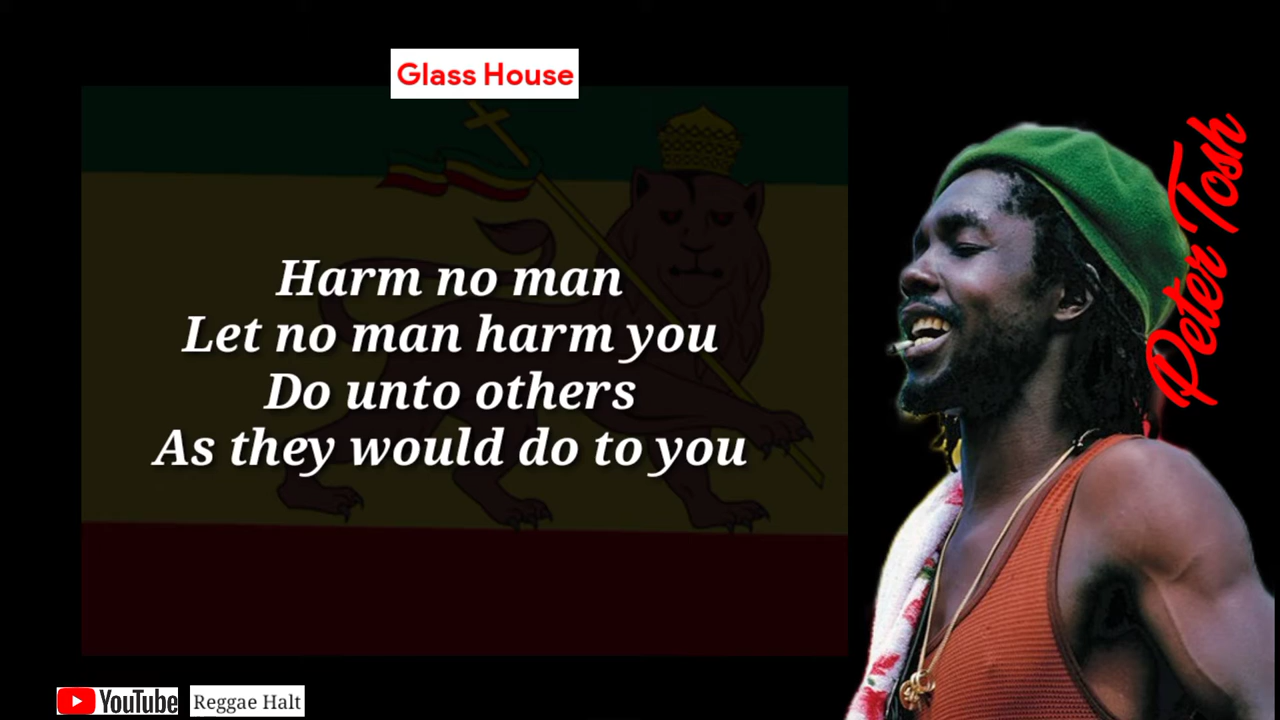 Glass House
Harm no man
Let no man harm you
Do unto others
As they would do to you
Peter Tosh
YouTube
Reggae Halt